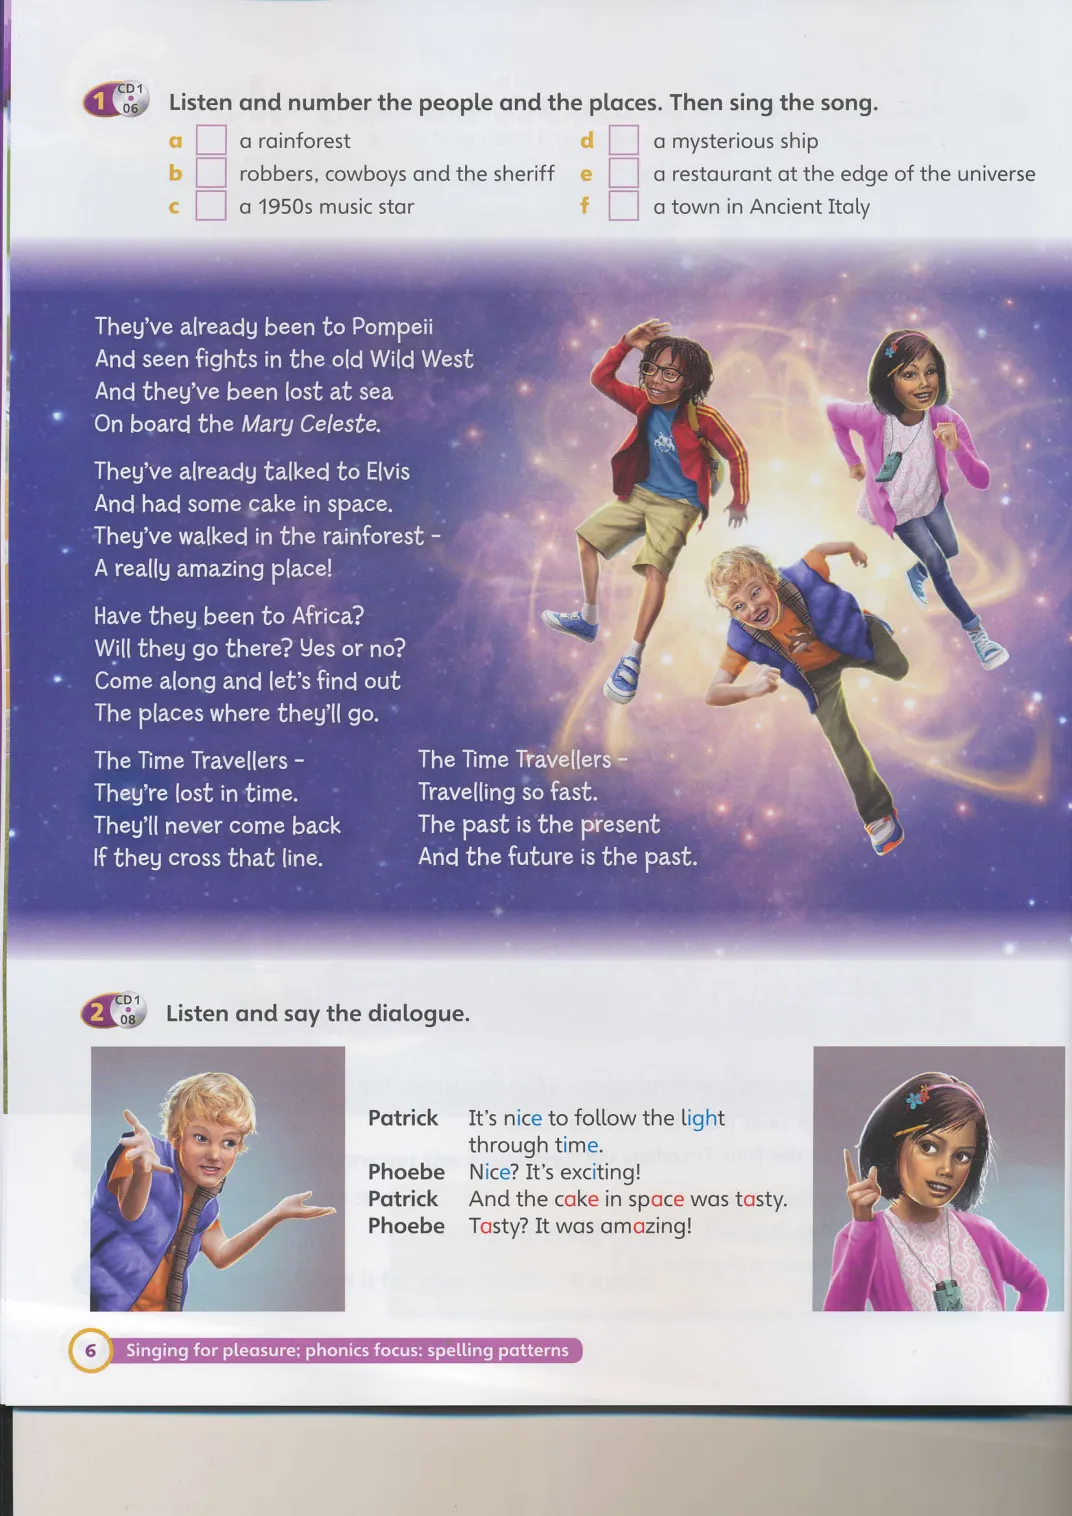 1 CD1 06 Listen and number the people and the places. Then sing the song.
a a rainforest
b robbers, cowboys and the sheriff
c a 1950s music star
d a mysterious ship
e a restaurant at the edge of the universe
f a town in Ancient Italy
They've already been to Pompeii
And seen fights in the old Wild West
And they've been lost at sea
On board the Mary Celeste.
They've already talked to Elvis
And had some cake in space.
They've walked in the rainforest –
A really amazing place!
Have they been to Africa?
Will they go there? Yes or no?
Come along and let's find out
The places where they'll go.
The Time Travellers –
They're lost in time.
They'll never come back
If they cross that line.
The Time Travellers –
Travelling so fast.
The past is the present
And the future is the past.
2 CD1 08 Listen and say the dialogue.
Patrick It's nice to follow the light
through time.
Phoebe Nice? It's exciting!
Patrick And the cake in space was tasty.
Phoebe Tasty? It was amazing!
6 Singing for pleasure; phonics focus: spelling patterns